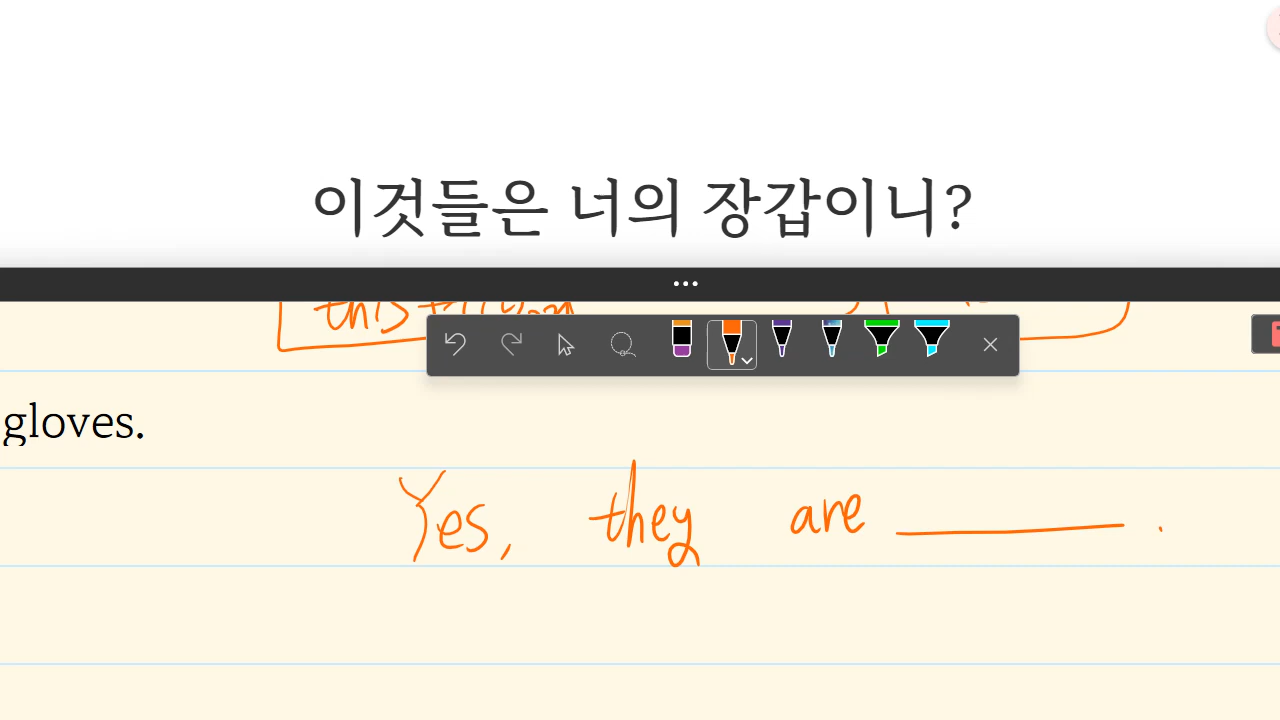 이것들은 너의 장갑이니?
gloves.
Yes, they are ______ .